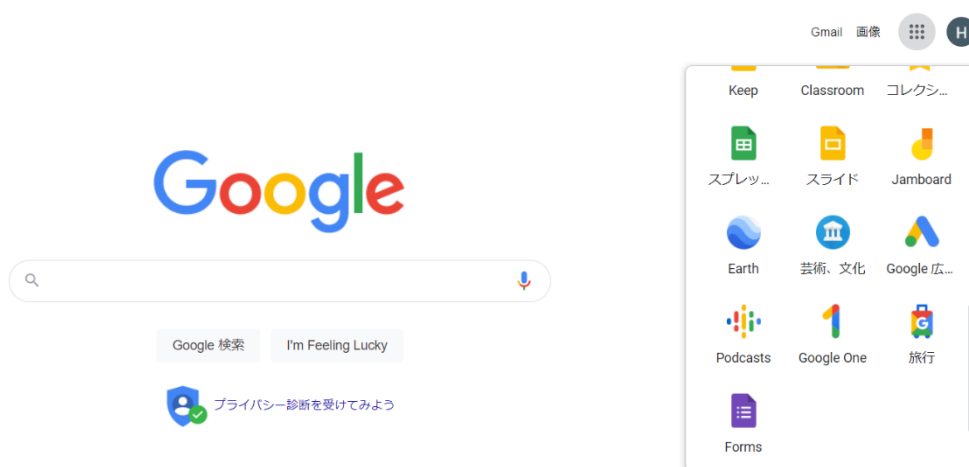 Gmail 画像
H
Keep Classroom コレクシ...
Google
スプレッ... スライド Jamboard
Earth 芸術、文化 Google 広...
Google 検索 I'm Feeling Lucky
Podcasts Google One 旅行
プライバシー診断を受けてみよう
Forms